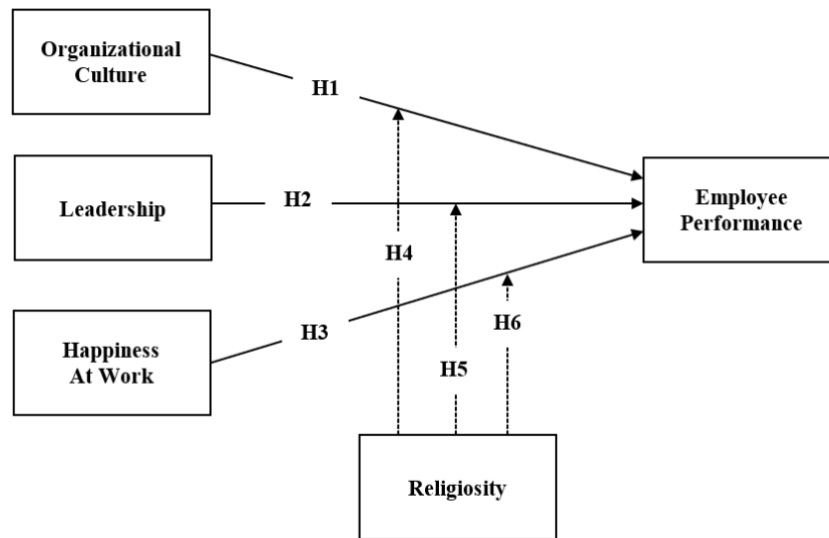 Organizational
Culture
H1
Leadership
H2
Employee
Performance
H4
H3
H6
Happiness
At Work
H5
Religiosity